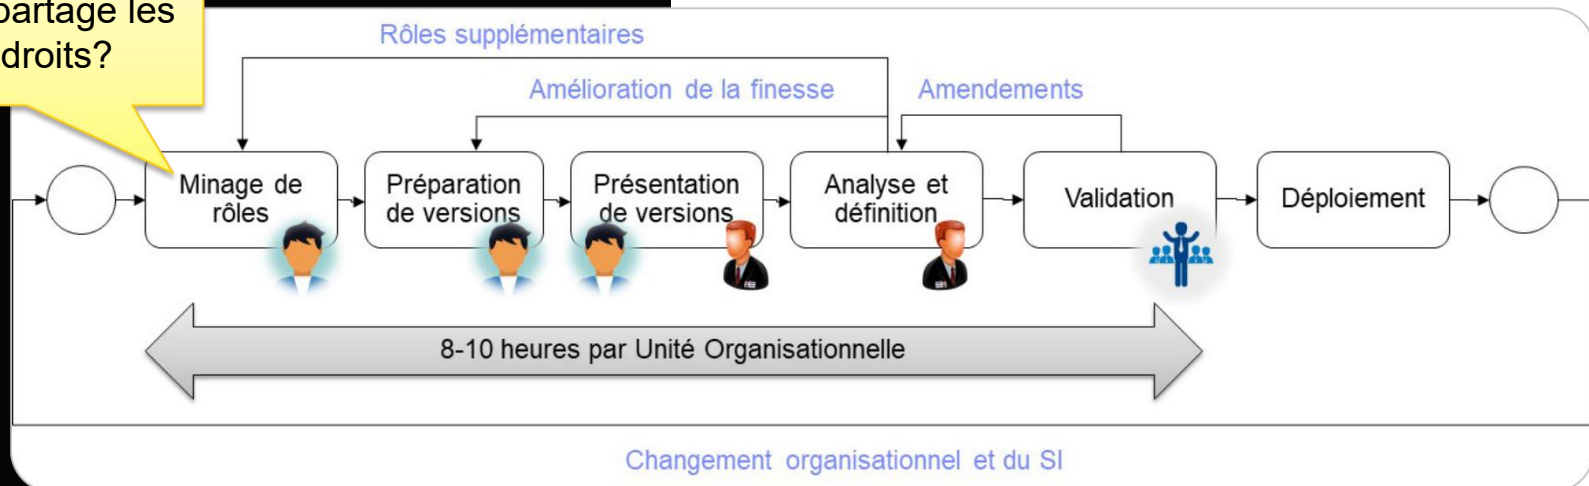 partage les
droits?
Rôles supplémentaires
Amélioration de la finesse
Amendements
Minage de
rôles
Préparation
de versions
Présentation
de versions
Analyse et
définition
Validation
Déploiement
8-10 heures par Unité Organisationnelle
Changement organisationnel et du SI